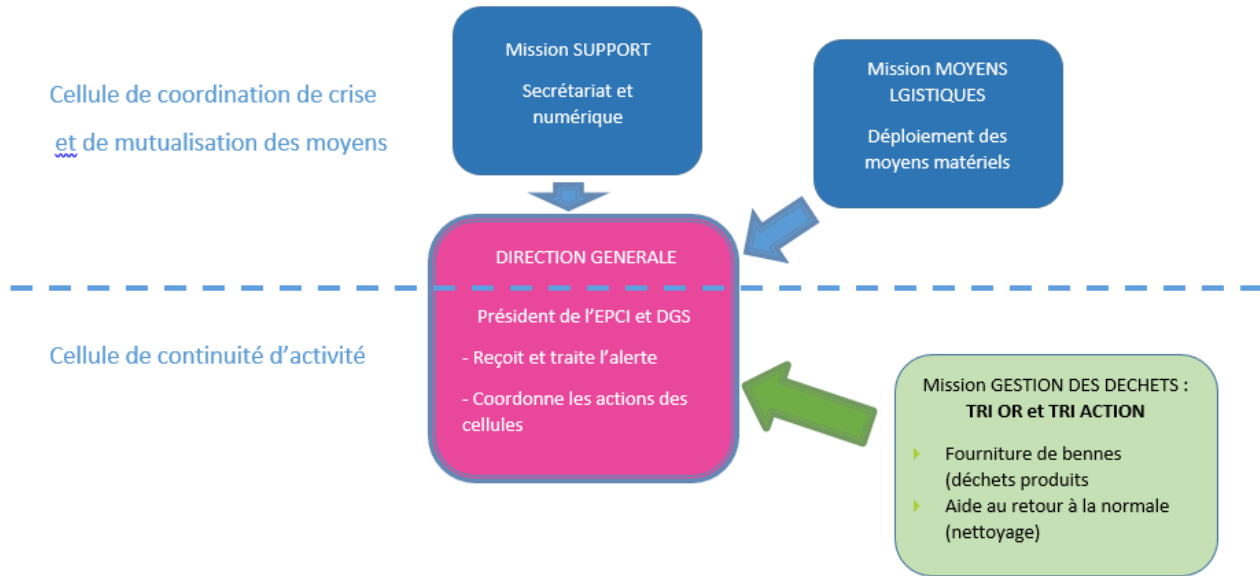 Mission SUPPORT
Secrétariat et
numérique
Mission MOYENS
LGISTIQUES
Déploiement des
moyens matériels
Cellule de coordination de crise
et de mutualisation des moyens
DIRECTION GENERALE
Président de l’EPCI et DGS
- Reçoit et traite l’alerte
- Coordonne les actions des
cellules
Cellule de continuité d’activité
Mission GESTION DES DECHETS :
TRI OR et TRI ACTION
Fourniture de bennes
(déchets produits
Aide au retour à la normale
(nettoyage)